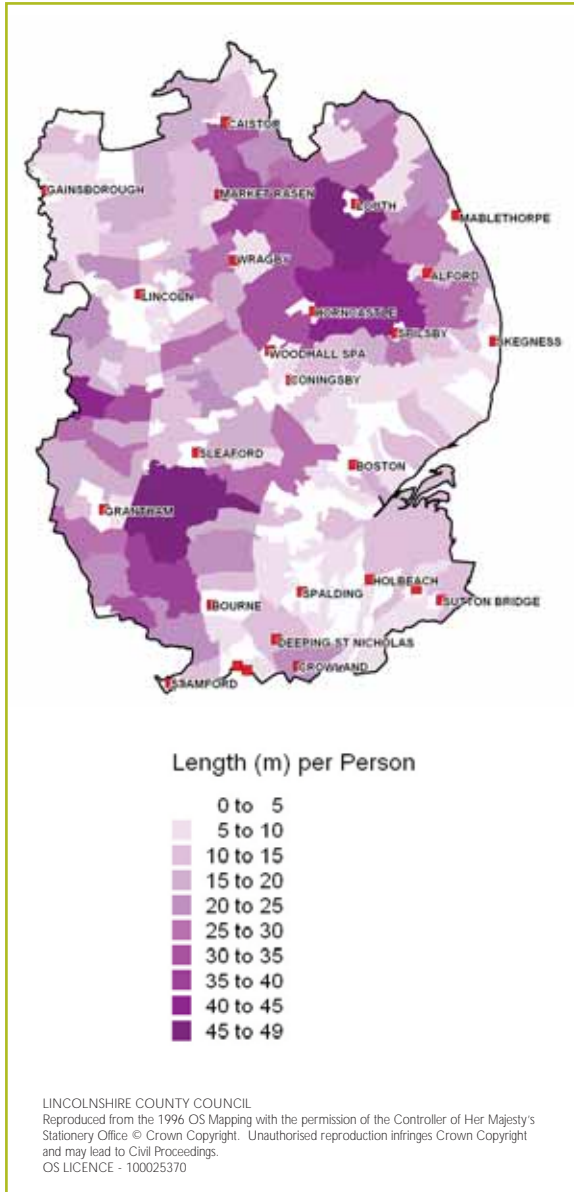 CAISTOR
GAINSBOROUGH
MARKET RASEN
LOUTH
MABLETHORPE
WRAGBY
ALFORD
LINCOLN
HORNCASTLE
SPILSBY
SKEGNESS
WOODHALL SPA
CONINGSBY
SLEAFORD
BOSTON
GRANTHAM
HOLBEACH
SPALDING
SUTTON BRIDGE
BOURNE
DEEPING ST NICHOLAS
CROWLAND
STAMFORD
Length (m) per Person
0 to 5
5 to 10
10 to 15
15 to 20
20 to 25
25 to 30
30 to 35
35 to 40
40 to 45
45 to 49
LINCOLNSHIRE COUNTY COUNCIL
Reproduced from the 1996 OS Mapping with the permission of the Controller of Her Majesty's
Stationery Office © Crown Copyright. Unauthorised reproduction infringes Crown Copyright
and may lead to Civil Proceedings.
OS LICENCE - 100025370